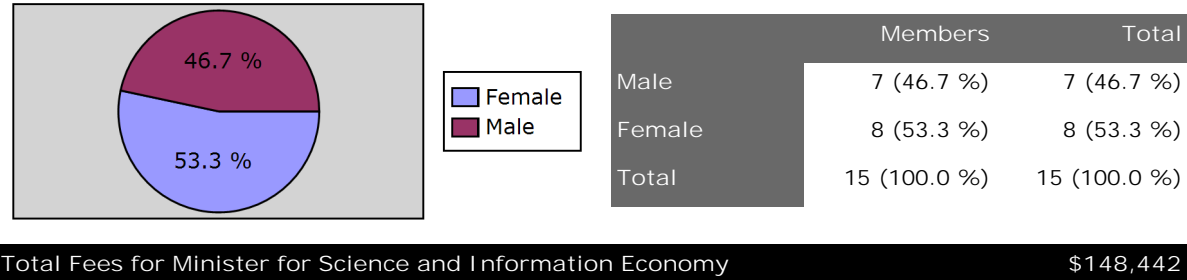 46.7 %
53.3 %
Female
Male
Members Total
Male 7 (46.7 %) 7 (46.7 %)
Female 8 (53.3 %) 8 (53.3 %)
Total 15 (100.0 %) 15 (100.0 %)
Total Fees for Minister for Science and Information Economy $148,442